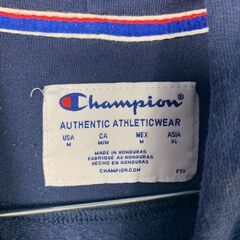 Champion
AUTHENTIC ATHLETICWEAR
USA CA MEX ASIA
M M/M M XL
MADE IN HONDURAS
FABRIQUÉ AU HONDURAS
HECHO EN HONDURAS
CHAMPION.COM